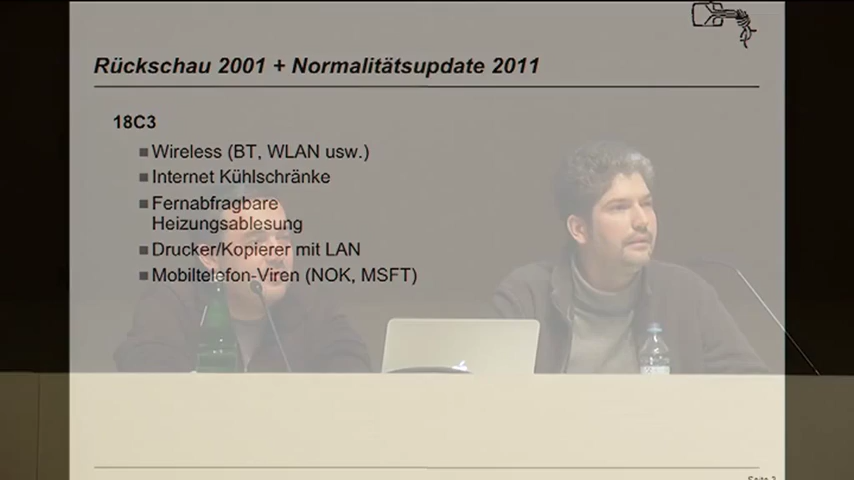 Rückschau 2001 + Normalitätsupdate 2011
18C3
Wireless (BT, WLAN usw.)
Internet Kühlschränke
Fernabfragbare
Heizungsablesung
Drucker/Kopierer mit LAN
Mobiltelefon-Viren (NOK, MSFT)